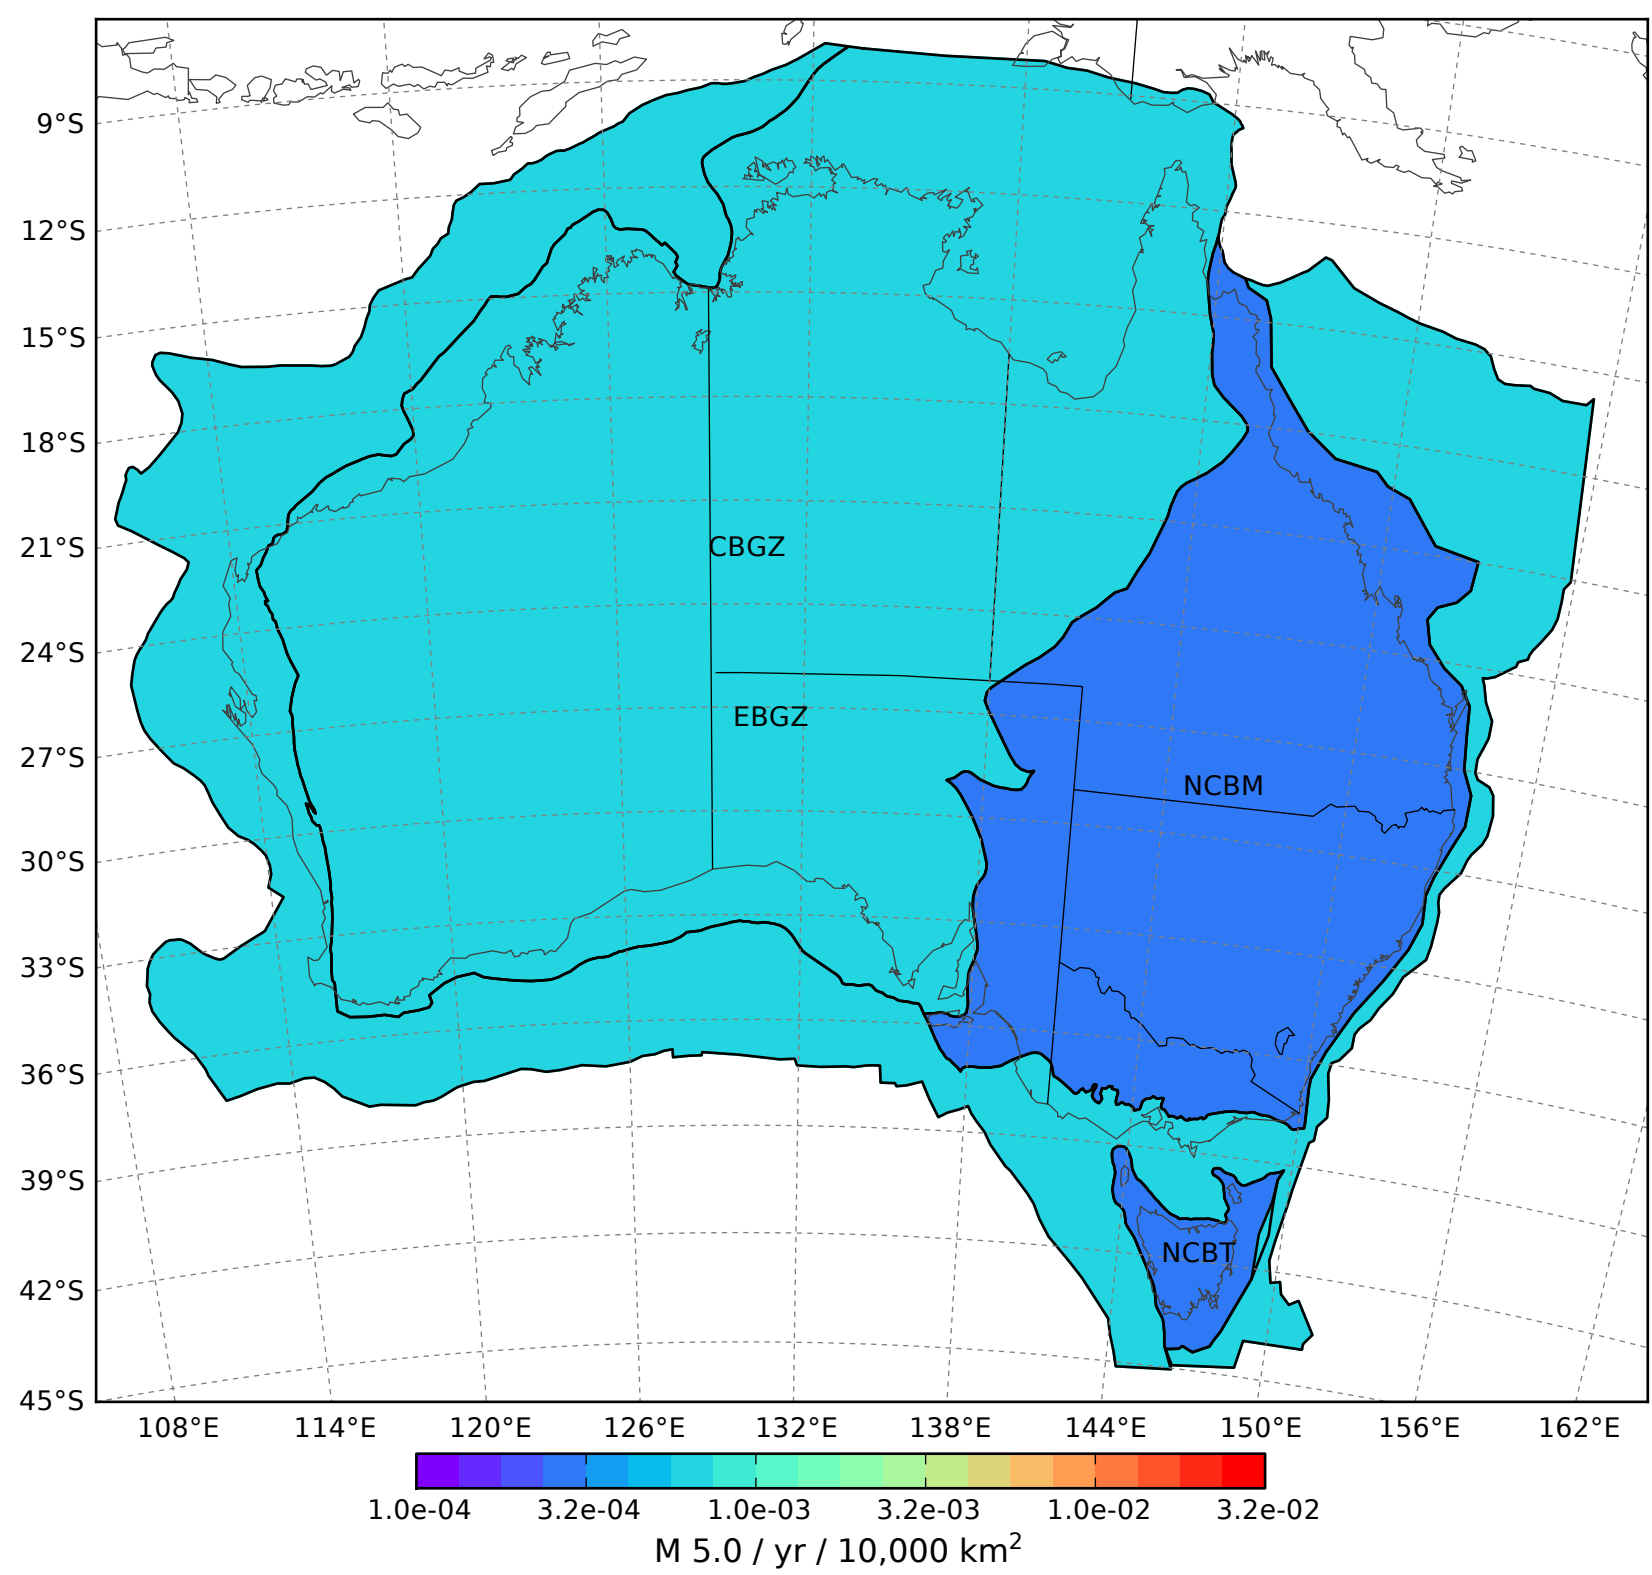 9°S
12°S
15°S
18°S
21°S
24°S
27°S
30°S
33°S
36°S
39°S
42°S
45°S
CBGZ
EBGZ
NCBM
NCBT
108°E 114°E 120°E 126°E 132°E 138°E 144°E 150°E 156°E 162°E
1.0e-04 3.2e-04 1.0e-03 3.2e-03 1.0e-02 3.2e-02
M 5.0 / yr / 10,000 km²